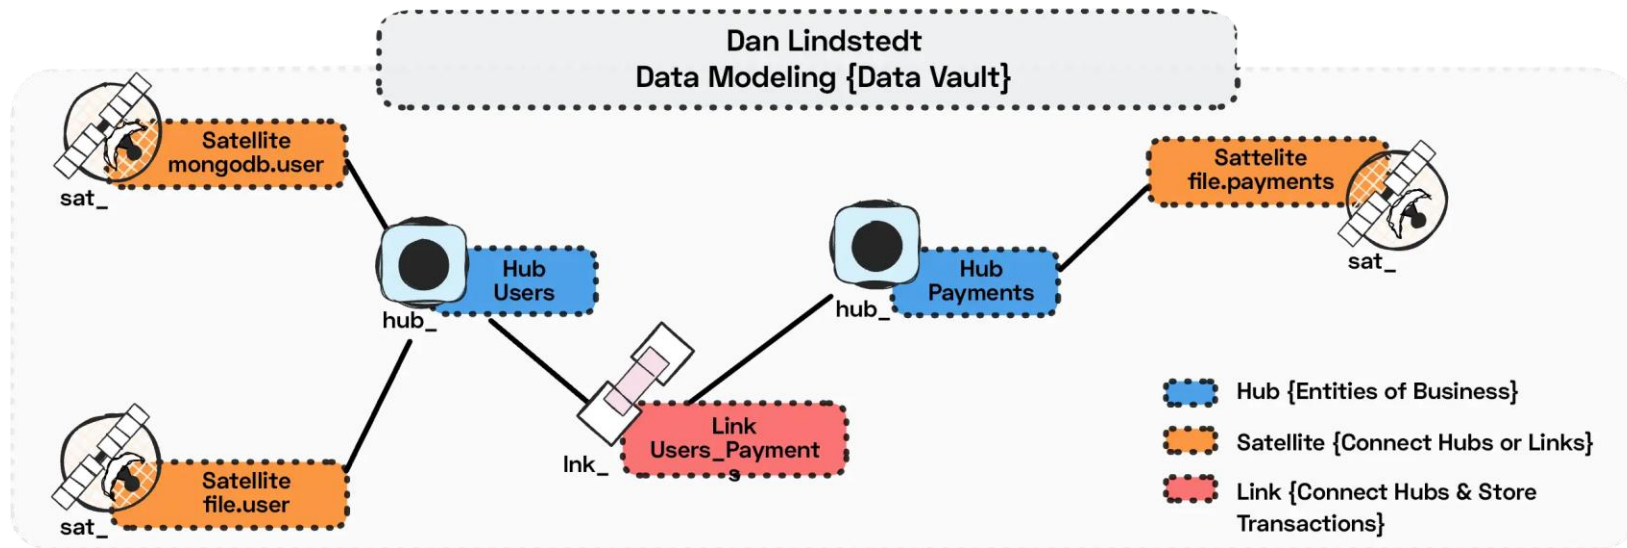 Dan Lindstedt
Data Modeling {Data Vault}
Satellite
mongodb.user
sat_
Sattelite
file.payments
sat_
Hub
Users
hub_
Hub
Payments
hub_
Link
Users_Payment
s
lnk_
Satellite
file.user
sat_
Hub {Entities of Business}
Satellite {Connect Hubs or Links}
Link {Connect Hubs & Store
Transactions}